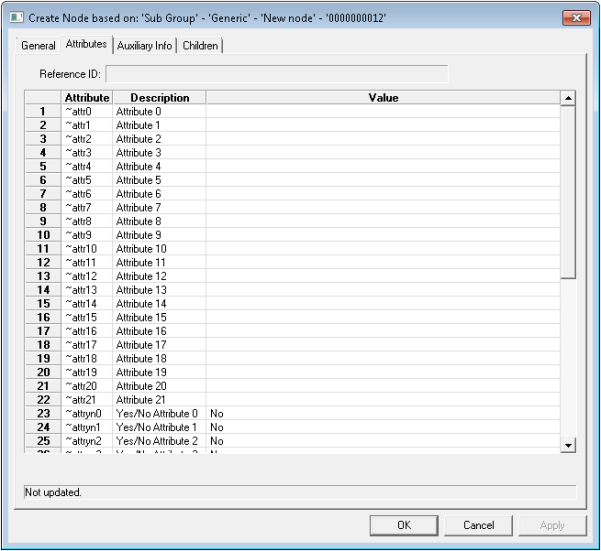 Create Node based on: 'Sub Group' - 'Generic' - 'New node' - '0000000012'
General Attributes Auxiliary Info Children
Reference ID:
Attribute Description Value
1 ~attr0 Attribute 0
2 ~attr1 Attribute 1
3 ~attr2 Attribute 2
4 ~attr3 Attribute 3
5 ~attr4 Attribute 4
6 ~attr5 Attribute 5
7 ~attr6 Attribute 6
8 ~attr7 Attribute 7
9 ~attr8 Attribute 8
10 ~attr9 Attribute 9
11 ~attr10 Attribute 10
12 ~attr11 Attribute 11
13 ~attr12 Attribute 12
14 ~attr13 Attribute 13
15 ~attr14 Attribute 14
16 ~attr15 Attribute 15
17 ~attr16 Attribute 16
18 ~attr17 Attribute 17
19 ~attr18 Attribute 18
20 ~attr19 Attribute 19
21 ~attr20 Attribute 20
22 ~attr21 Attribute 21
23 ~attryn0 Yes/No Attribute 0 No
24 ~attryn1 Yes/No Attribute 1 No
25 ~attryn2 Yes/No Attribute 2 No
Not updated.
OK Cancel Apply